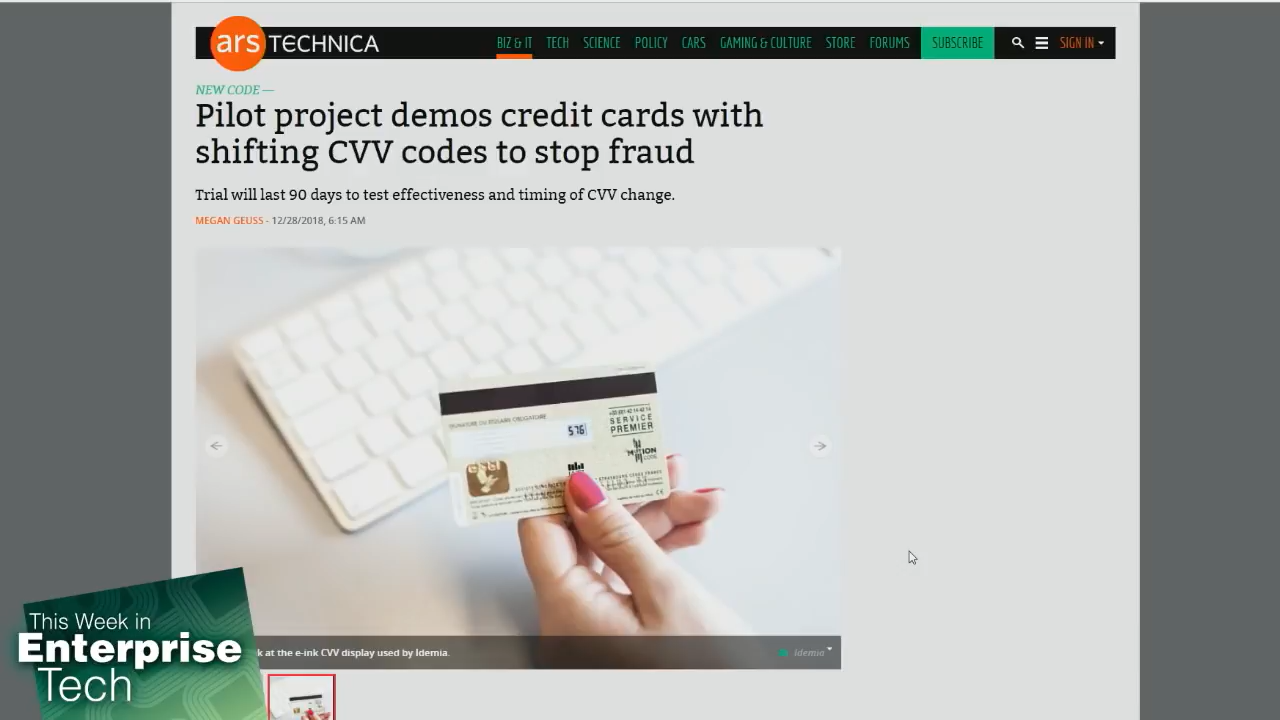 ars TECHNICA
BIZ & IT TECH SCIENCE POLICY CARS GAMING & CULTURE STORE FORUMS SUBSCRIBE SIGN IN
NEW CODE —
Pilot project demos credit cards with
shifting CVV codes to stop fraud
Trial will last 90 days to test effectiveness and timing of CVV change.
MEGAN GEUSS - 12/28/2018, 6:15 AM
576
SERVICE
PREMIER
k at the e-ink CVV display used by Idemia.
Idemia
This Week in
Enterprise
Tech